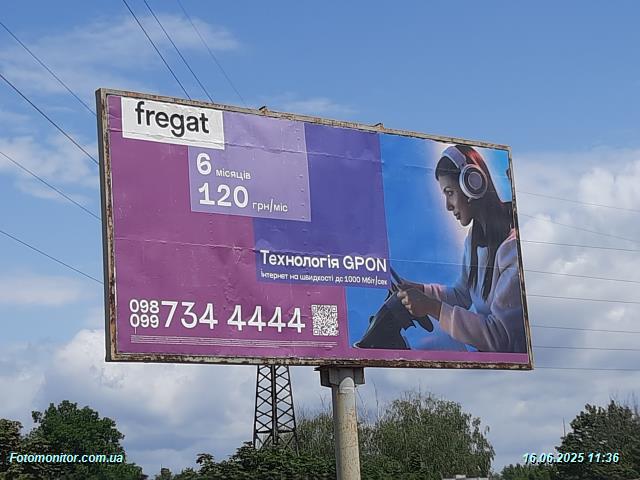 fregat
6 місяців
120 грн/міс
Технологія GPON
Інтернет на швидкості до 1000 Мбіт/сек
098
099 734 4444
Fotomonitor.com.ua
16.06.2025 11:36